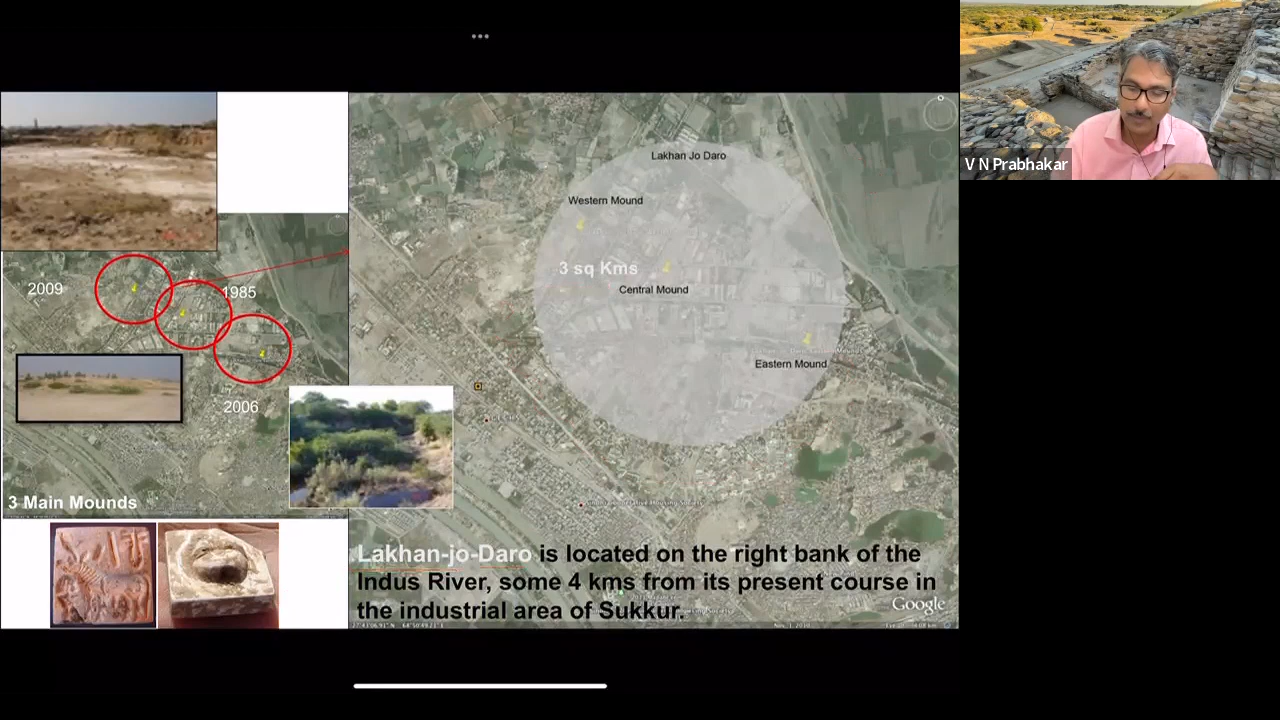 V N Prabhakar
Lakhan Jo Daro
Western Mound
3 sq Kms
Central Mound
Eastern Mound
2009
1985
2006
3 Main Mounds
Lakhan-jo-Daro is located on the right bank of the
Indus River, some 4 kms from its present course in
the industrial area of Sukkur.
Google